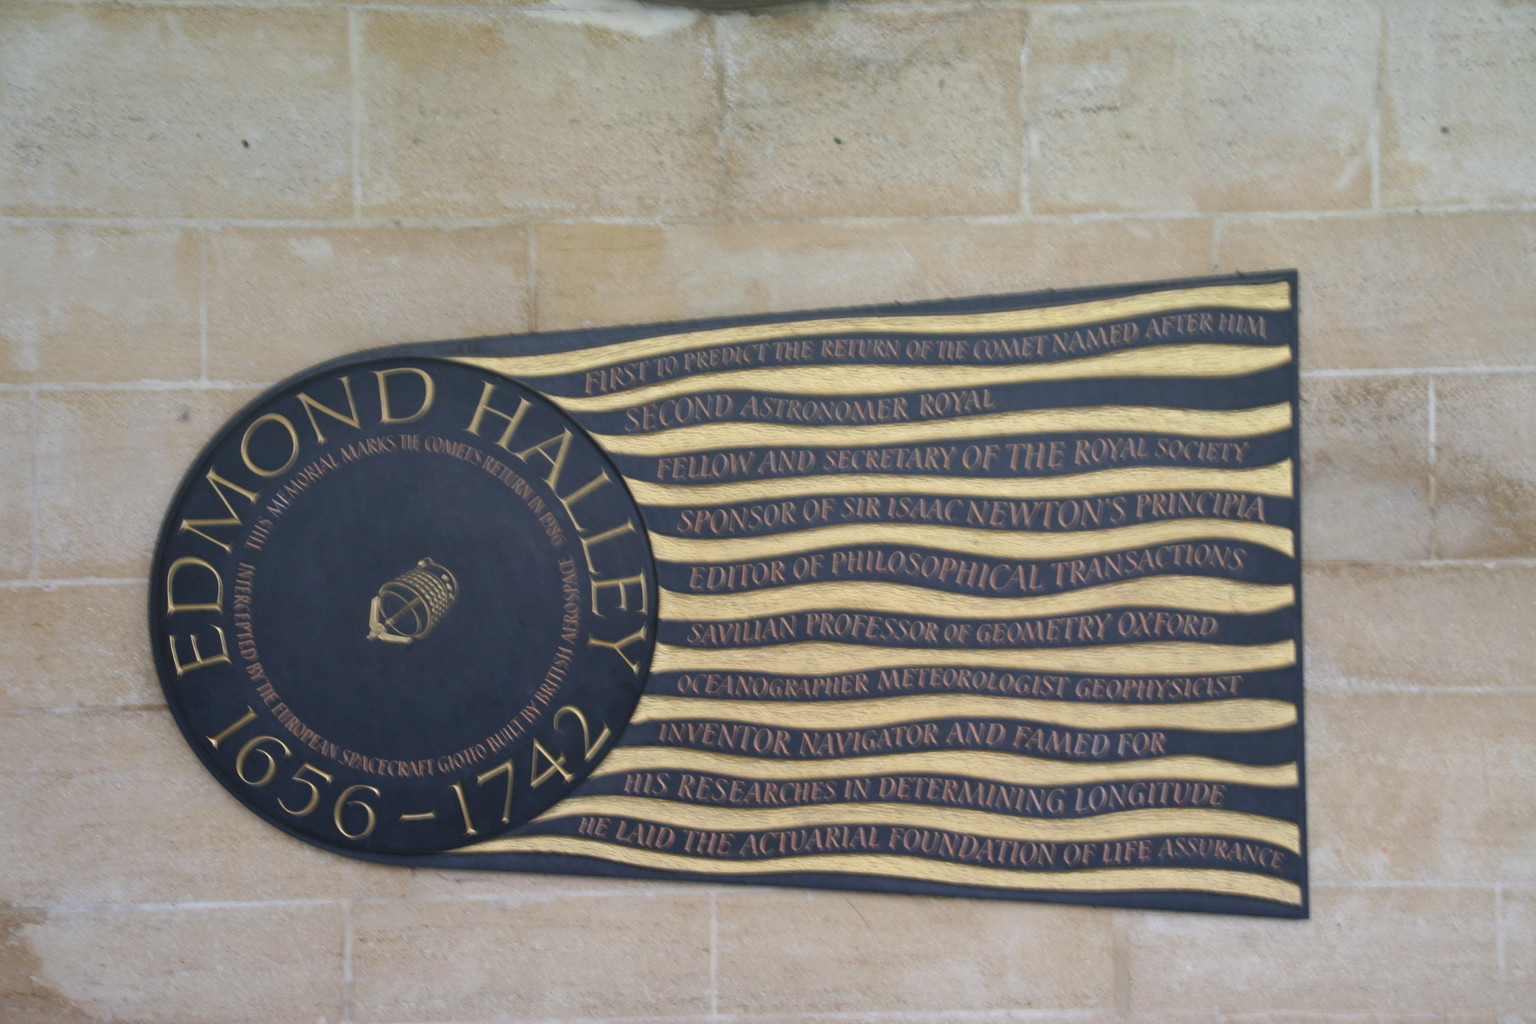 EDMOND HALLEY
1656 - 1742
THIS MEMORIAL MARKS THE COMET'S RETURN IN 1986
INTERCEPTED BY THE EUROPEAN SPACECRAFT GIOTTO BUILT BY BRITISH AEROSPACE
FIRST TO PREDICT THE RETURN OF THE COMET NAMED AFTER HIM
SECOND ASTRONOMER ROYAL
FELLOW AND SECRETARY OF THE ROYAL SOCIETY
SPONSOR OF SIR ISAAC NEWTON'S PRINCIPIA
EDITOR OF PHILOSOPHICAL TRANSACTIONS
SAVILIAN PROFESSOR OF GEOMETRY OXFORD
OCEANOGRAPHER METEOROLOGIST GEOPHYSICIST
INVENTOR NAVIGATOR AND FAMED FOR
HIS RESEARCHES IN DETERMINING LONGITUDE
HE LAID THE ACTUARIAL FOUNDATION OF LIFE ASSURANCE